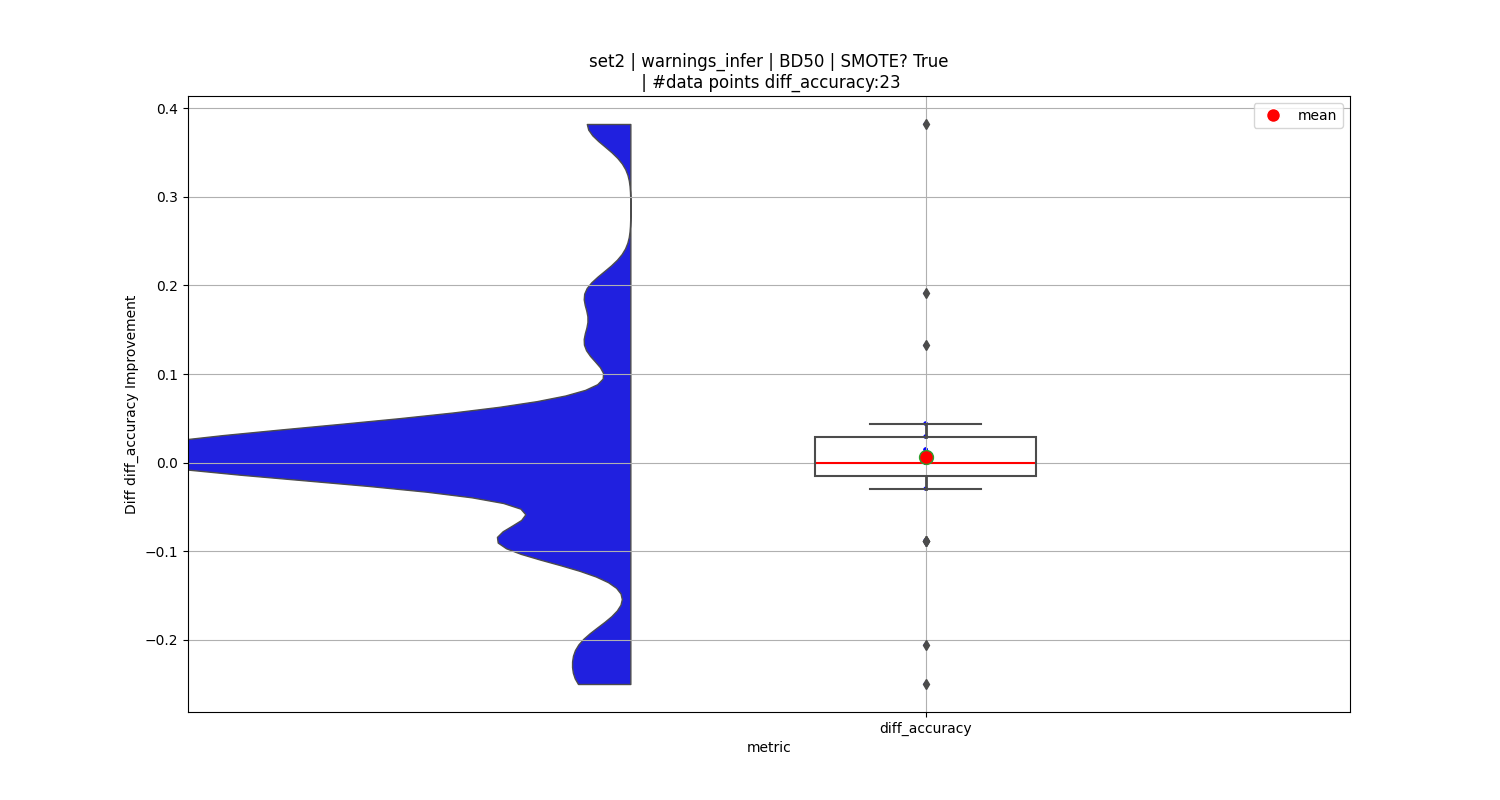 set2 | warnings_infer | BD50 | SMOTE? True
| #data points diff_accuracy:23
mean
0.4
0.3
0.2
0.1
0.0
−0.1
−0.2
Diff diff_accuracy Improvement
diff_accuracy
metric